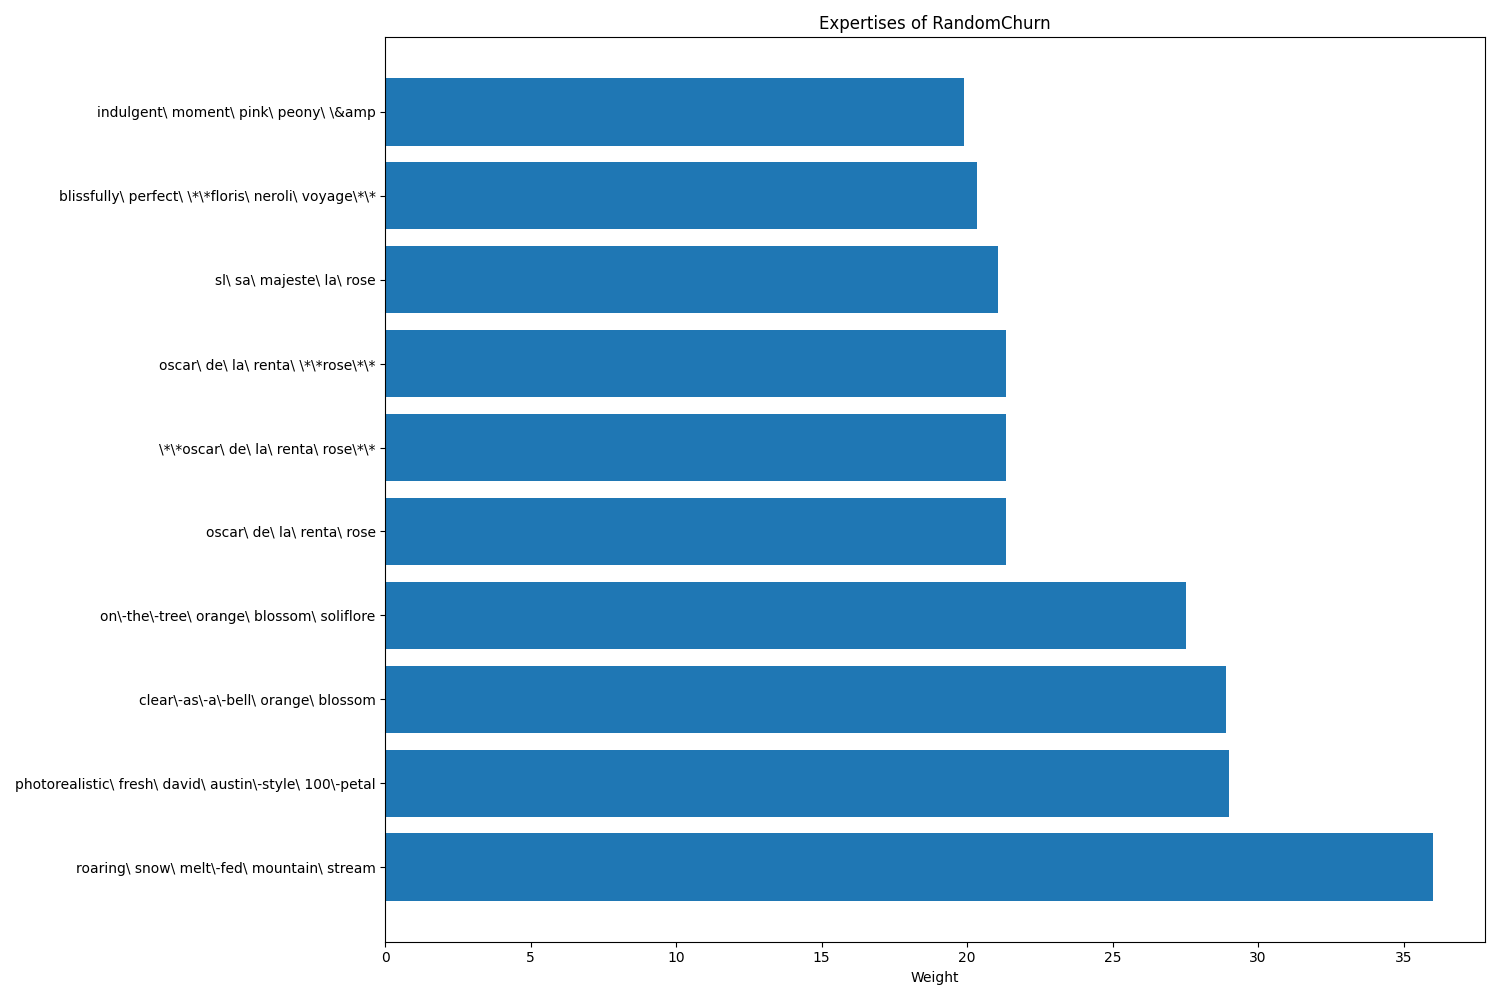 Expertises of RandomChurn
indulgent\ moment\ pink\ peony\ \&amp
blissfully\ perfect\ \*\*floris\ neroli\ voyage\*\*
sl\ sa\ majeste\ la\ rose
oscar\ de\ la\ renta\ \*\*rose\*\*
\*\*oscar\ de\ la\ renta\ rose\*\*
oscar\ de\ la\ renta\ rose
on\-the\-tree\ orange\ blossom\ soliflore
clear\-as\-a\-bell\ orange\ blossom
photorealistic\ fresh\ david\ austin\-style\ 100\-petal
roaring\ snow\ melt\-fed\ mountain\ stream
0 5 10 15 20 25 30 35
Weight